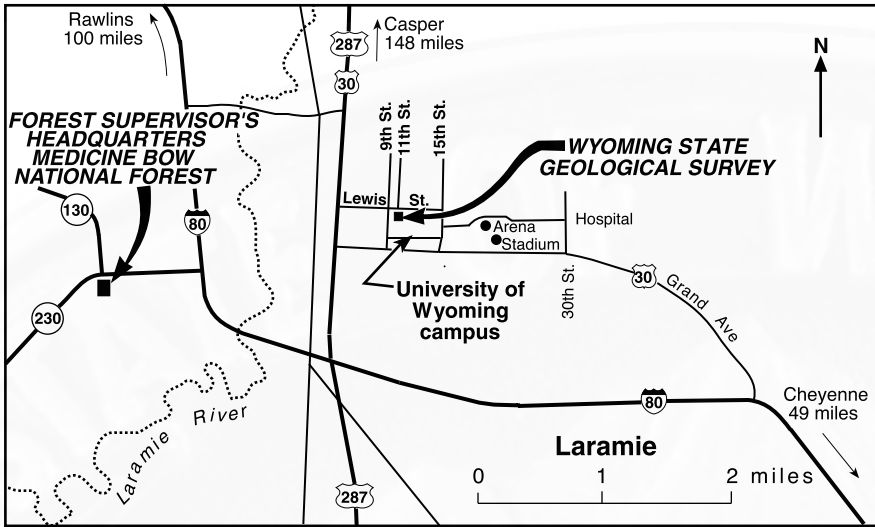 Rawlins
100 miles
Casper
148 miles
287
30
N
FOREST SUPERVISOR'S
HEADQUARTERS
MEDICINE BOW
NATIONAL FOREST
9th St.
11th St.
15th St.
WYOMING STATE
GEOLOGICAL SURVEY
Lewis St.
130
80
Arena
Stadium
Hospital
30th St.
30
Grand Ave
University of
Wyoming
campus
230
Laramie River
80
Cheyenne
49 miles
Laramie
0 1 2 miles
287